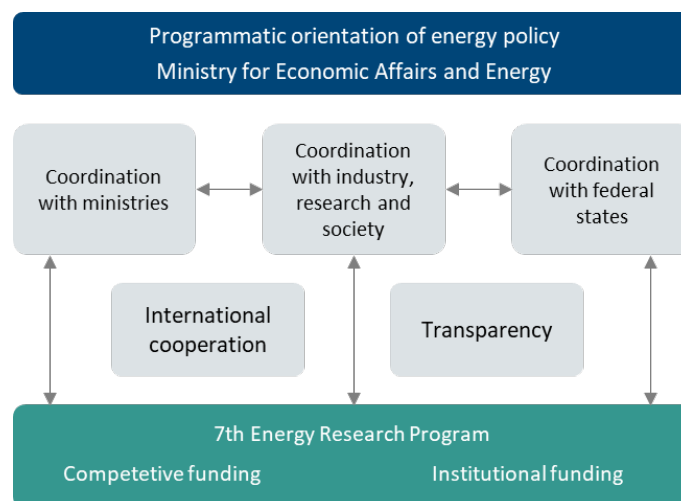 Programmatic orientation of energy policy
Ministry for Economic Affairs and Energy
Coordination
with ministries
Coordination
with industry,
research and
society
Coordination
with federal
states
International
cooperation
Transparency
7th Energy Research Program
Competetive funding
Institutional funding